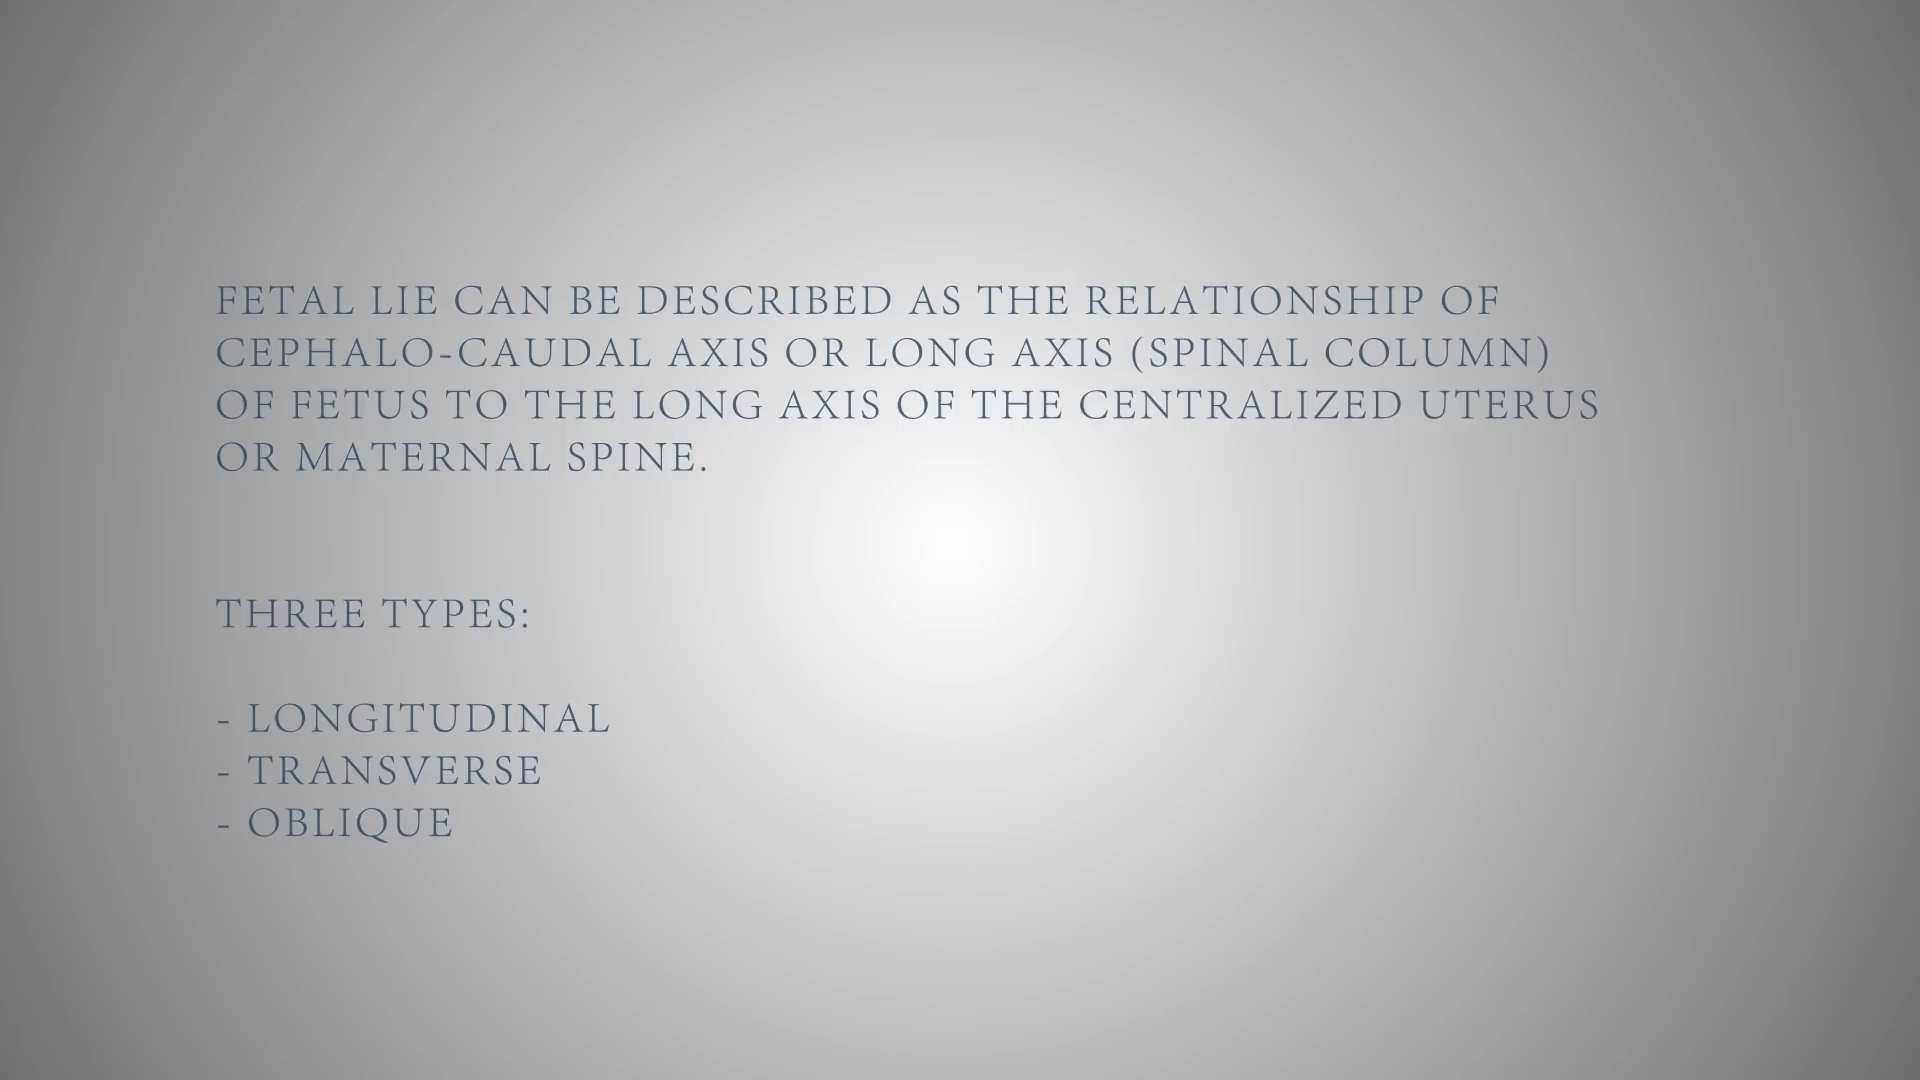 FETAL LIE CAN BE DESCRIBED AS THE RELATIONSHIP OF
CEPHALO-CAUDAL AXIS OR LONG AXIS (SPINAL COLUMN)
OF FETUS TO THE LONG AXIS OF THE CENTRALIZED UTERUS
OR MATERNAL SPINE.
THREE TYPES:
- LONGITUDINAL
- TRANSVERSE
- OBLIQUE